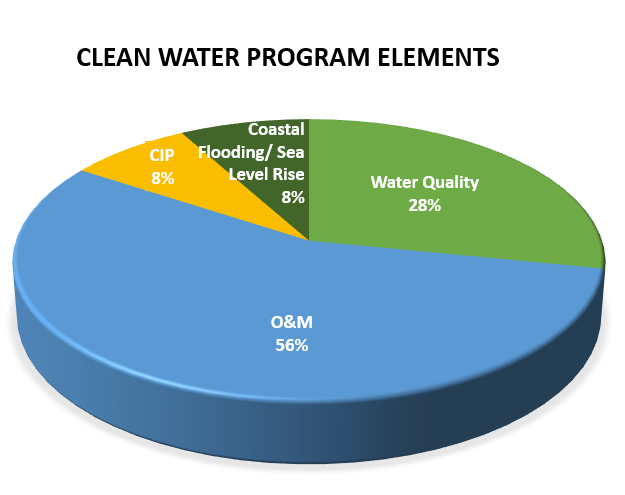 CLEAN WATER PROGRAM ELEMENTS
Coastal
Flooding/ Sea
Level Rise
8%
CIP
8%
Water Quality
28%
O&M
56%